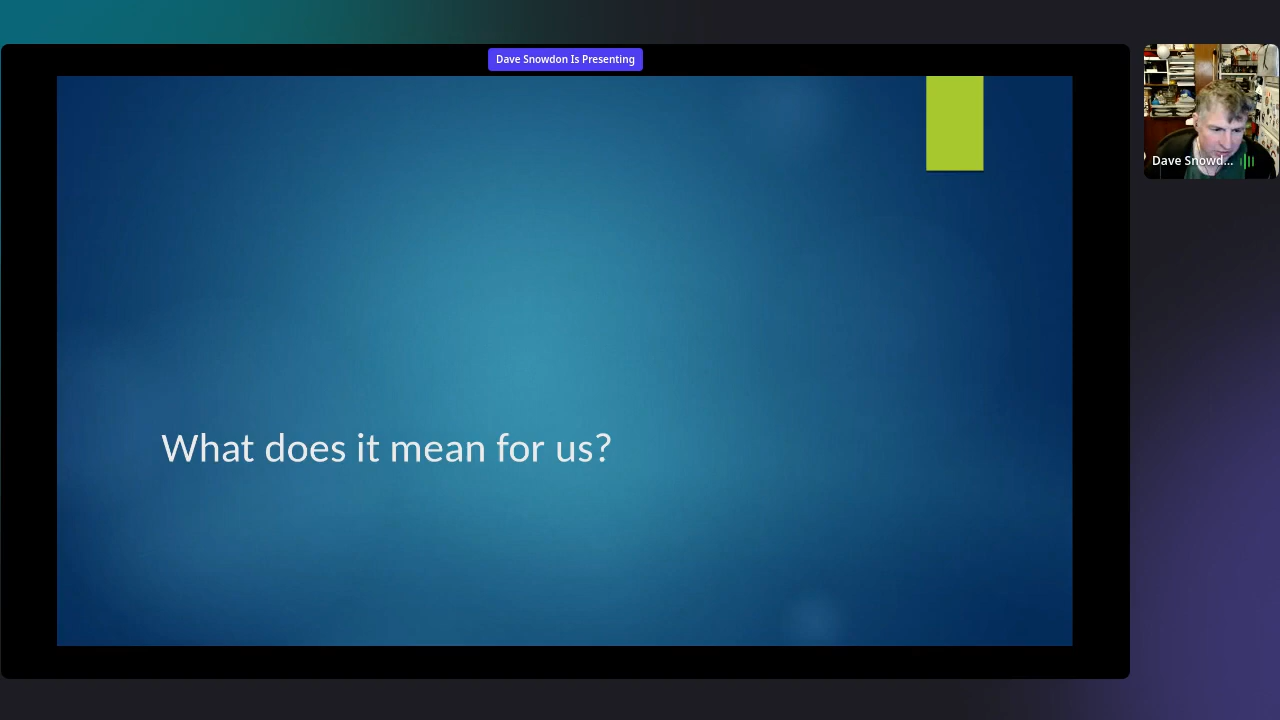 Dave Snowdon Is Presenting
Dave Snowd...
What does it mean for us?